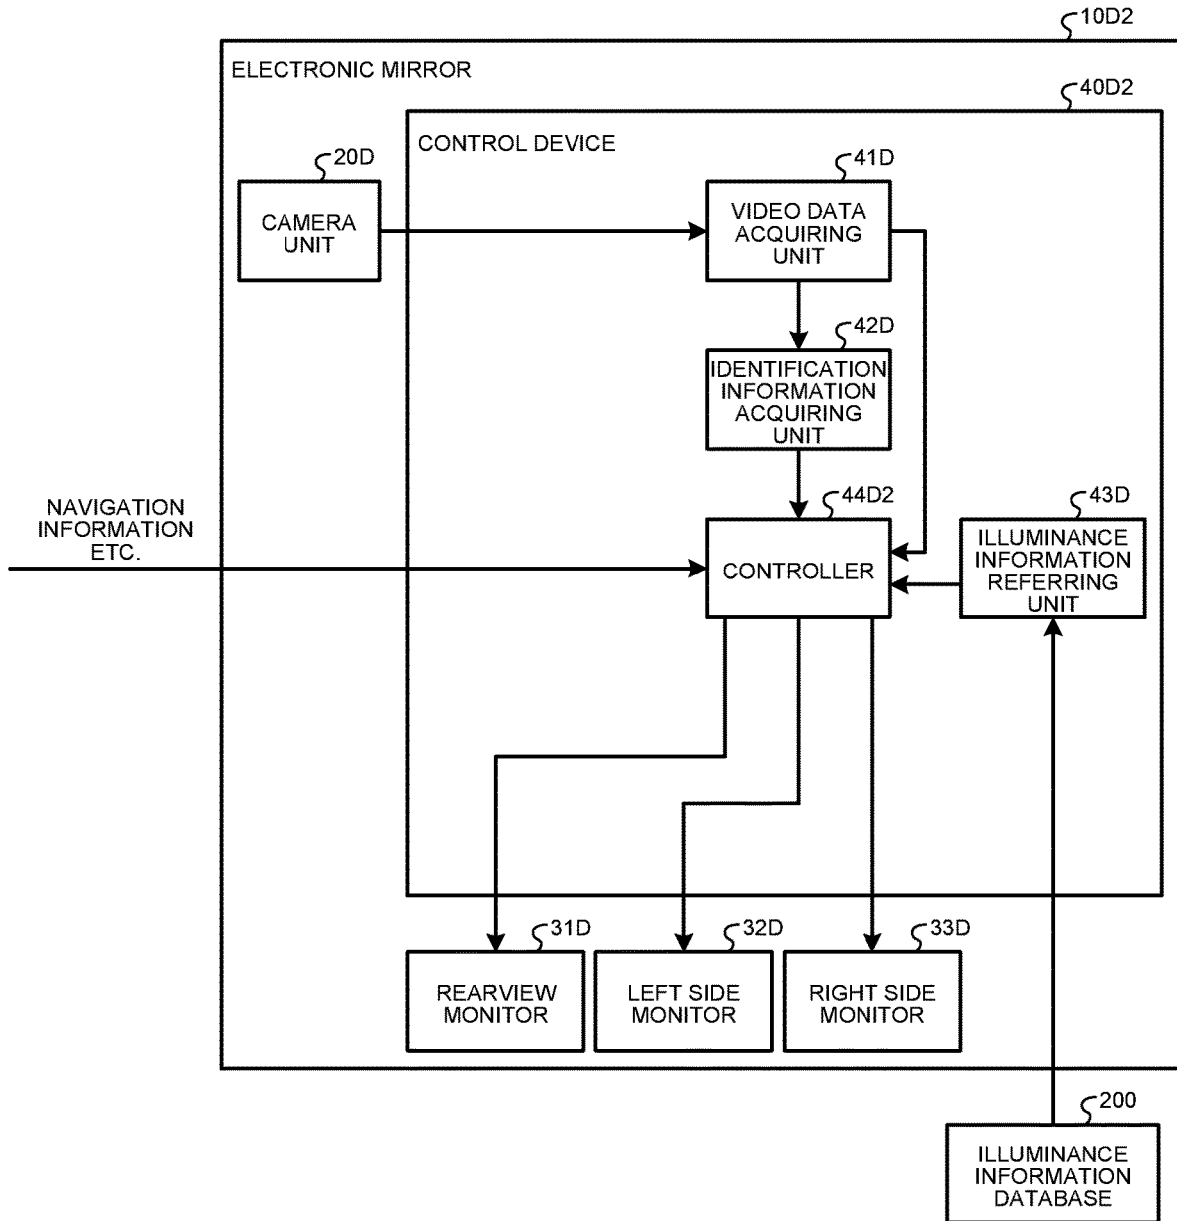 10D2
ELECTRONIC MIRROR
40D2
CONTROL DEVICE
20D
CAMERA
UNIT
41D
VIDEO DATA
ACQUIRING
UNIT
42D
IDENTIFICATION
INFORMATION
ACQUIRING
UNIT
NAVIGATION
INFORMATION
ETC.
44D2
CONTROLLER
43D
ILLUMINANCE
INFORMATION
REFERRING
UNIT
31D
REARVIEW
MONITOR
32D
LEFT SIDE
MONITOR
33D
RIGHT SIDE
MONITOR
200
ILLUMINANCE
INFORMATION
DATABASE